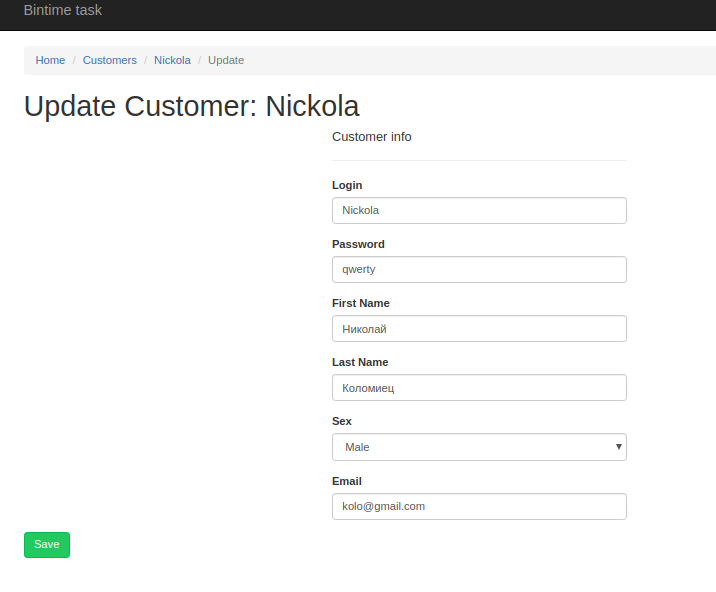 Bintime task
Home / Customers / Nickola / Update
Update Customer: Nickola
Customer info
Login
Nickola
Password
qwerty
First Name
Николай
Last Name
Коломиец
Sex
Male
Email
kolo@gmail.com
Save